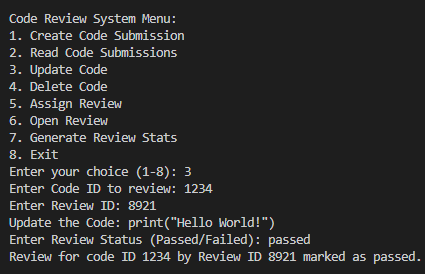 Code Review System Menu:
1. Create Code Submission
2. Read Code Submissions
3. Update Code
4. Delete Code
5. Assign Review
6. Open Review
7. Generate Review Stats
8. Exit
Enter your choice (1-8): 3
Enter Code ID to review: 1234
Enter Review ID: 8921
Update the Code: print("Hello World!")
Enter Review Status (Passed/Failed): passed
Review for code ID 1234 by Review ID 8921 marked as passed.